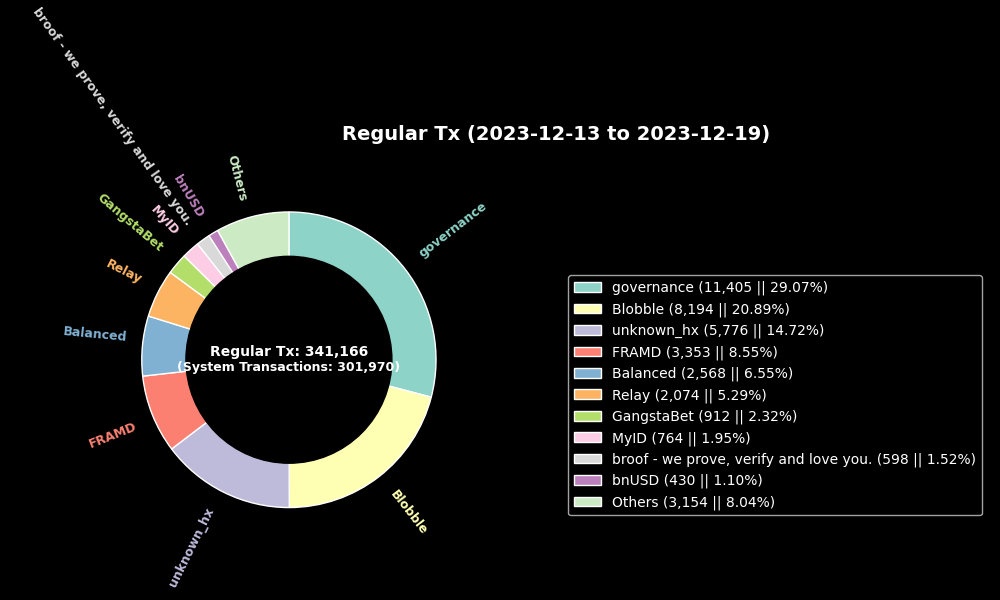 Regular Tx (2023-12-13 to 2023-12-19)
broof - we prove, verify and love you.
Others
bnUSD
MyID
GangstaBet
governance
Relay
Balanced
FRAMD
unknown_hx
Blobble
Regular Tx: 341,166
(System Transactions: 301,970)
governance (11,405 || 29.07%)
Blobble (8,194 || 20.89%)
unknown_hx (5,776 || 14.72%)
FRAMD (3,353 || 8.55%)
Balanced (2,568 || 6.55%)
Relay (2,074 || 5.29%)
GangstaBet (912 || 2.32%)
MyID (764 || 1.95%)
broof - we prove, verify and love you. (598 || 1.52%)
bnUSD (430 || 1.10%)
Others (3,154 || 8.04%)